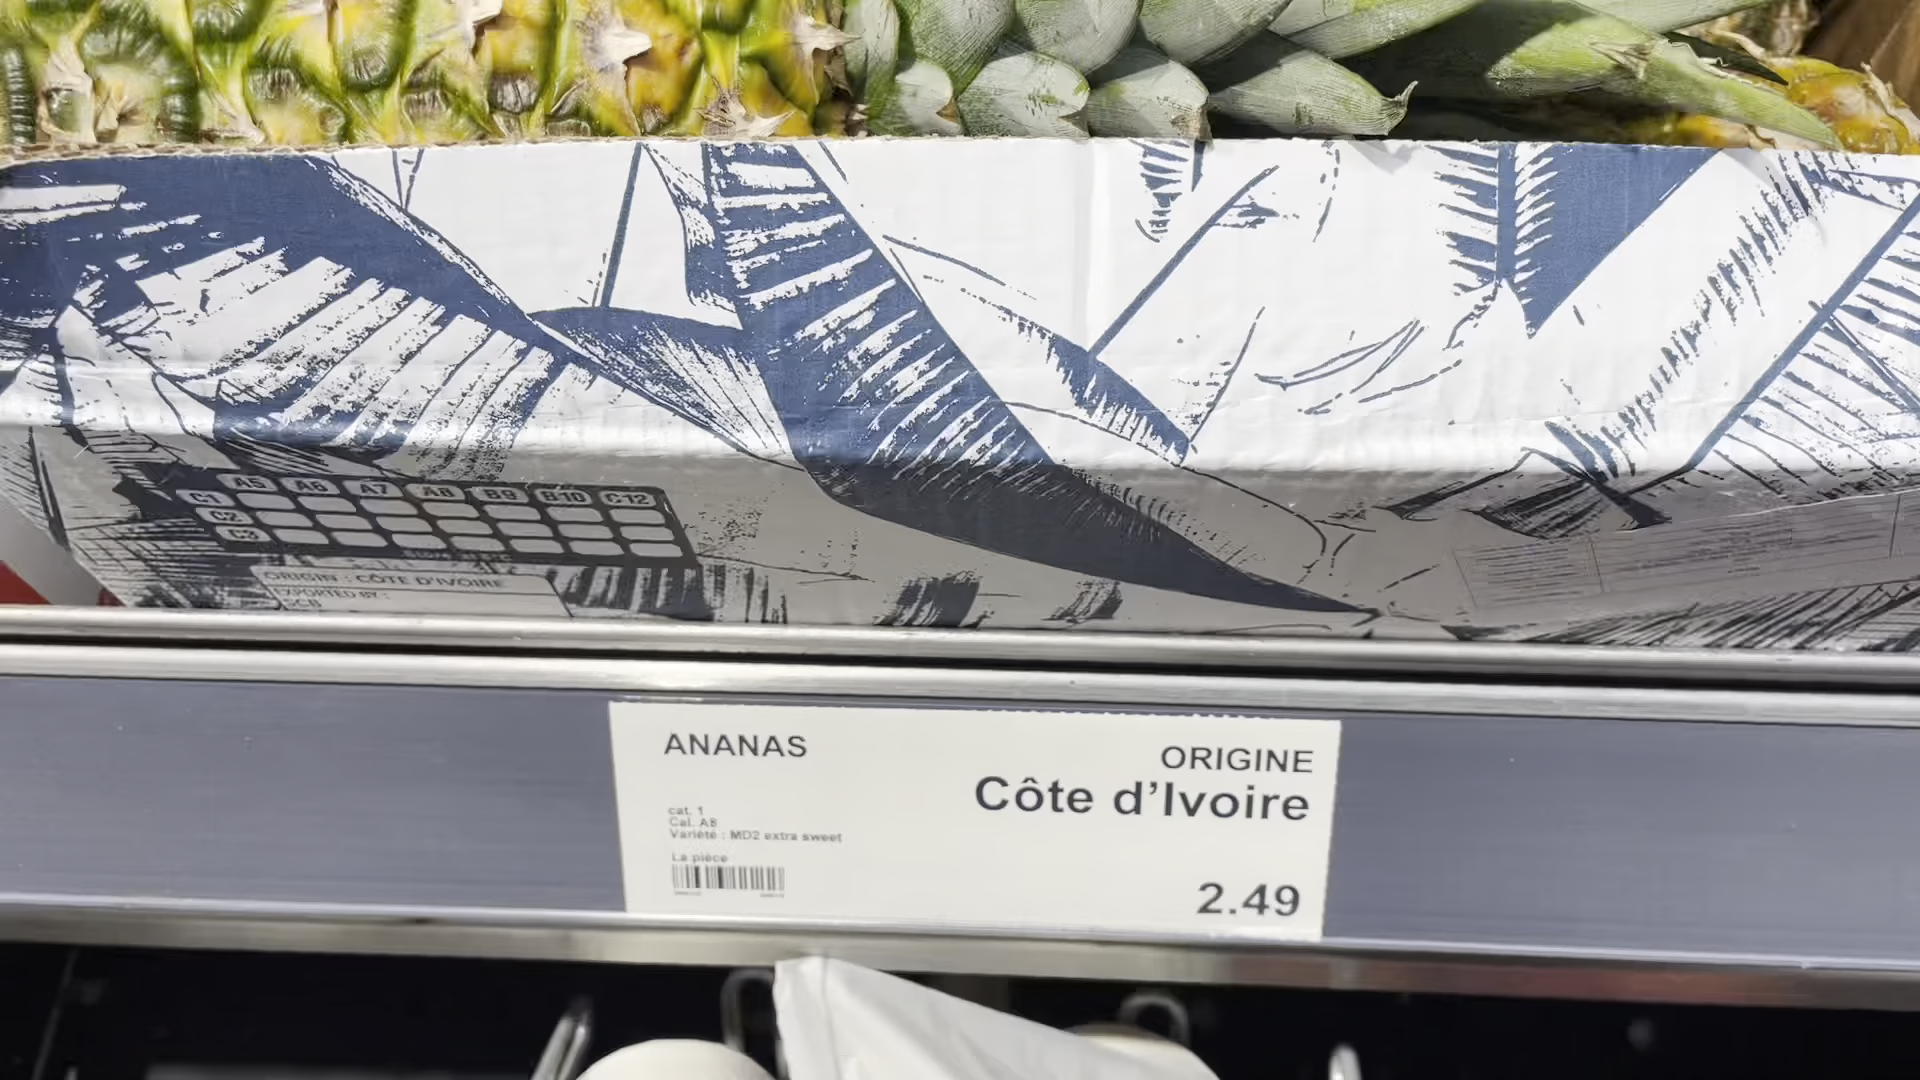 A5 A6 A7 A8 B9 B10 C12
C1
C2
C3
ORIGIN : CÔTE D'IVOIRE
EXPORTED BY :
SCB
ANANAS
ORIGINE
Côte d'Ivoire
cat. 1
Cal. A8
Variété : MD2 extra sweet
La pièce
2.49